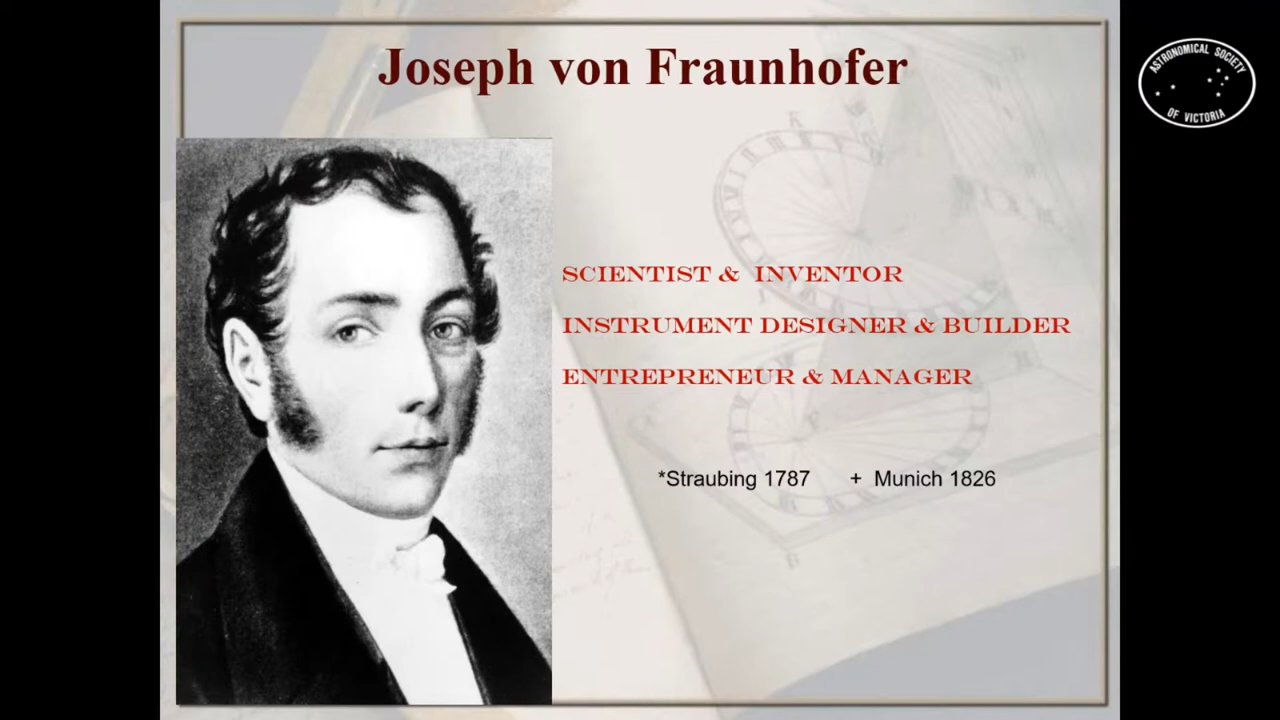 Joseph von Fraunhofer
ASTRONOMICAL SOCIETY
OF VICTORIA
SCIENTIST & INVENTOR
INSTRUMENT DESIGNER & BUILDER
ENTREPRENEUR & MANAGER
*Straubing 1787 + Munich 1826